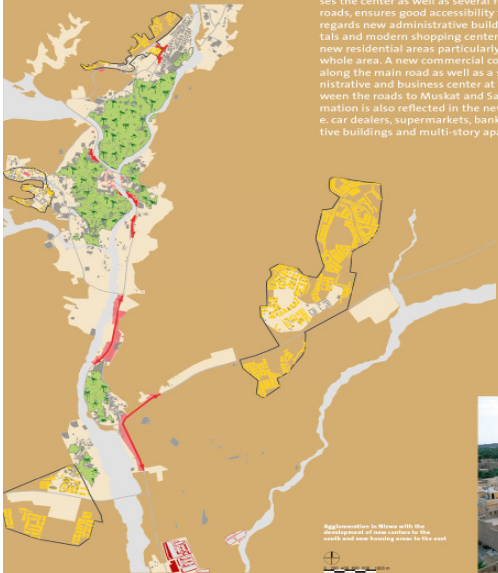 ses the center as well as several
roads, ensures good accessibility
regards new administrative build
tals and modern shopping center
new residential areas particularly
whole area. A new commercial co
along the main road as well as a s
nistrative and business center at
ween the roads to Muskat and Sa
mation is also reflected in the new
e. car dealers, supermarkets, bank
tive buildings and multi-story apa
Agglomeration in Nizwa with the
development of new centers to the
south and new housing areas to the east